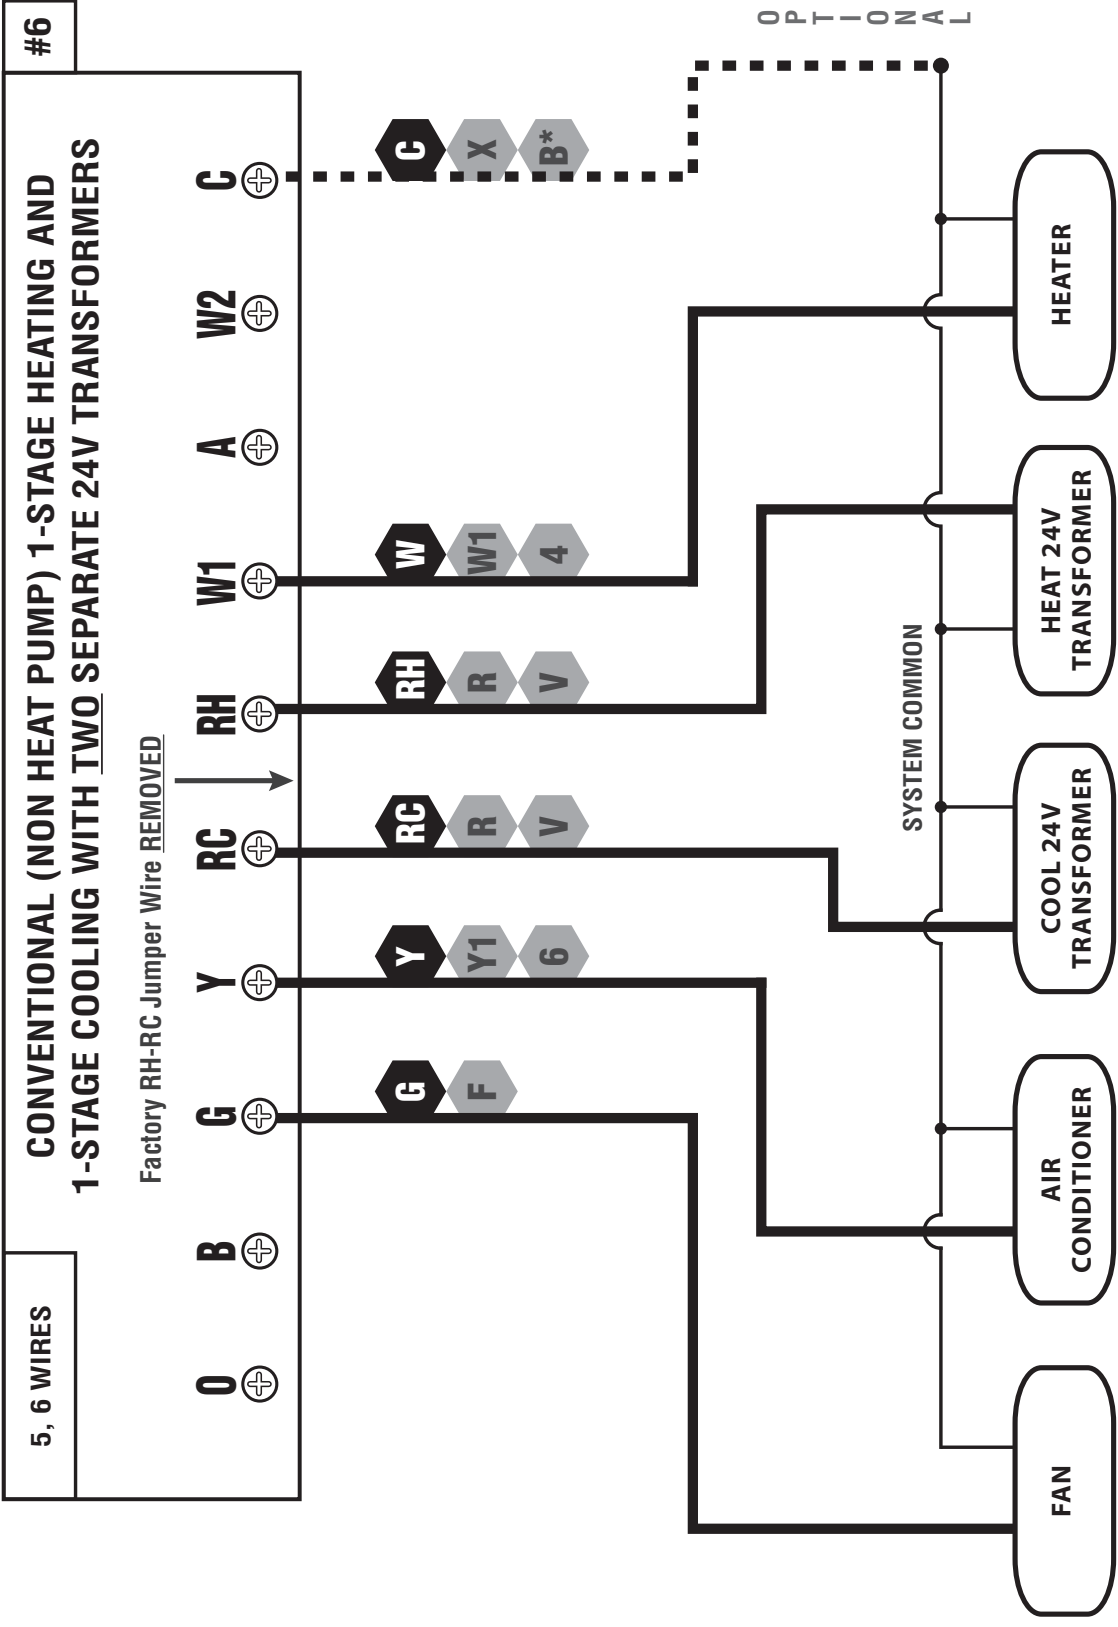 5, 6 WIRES
CONVENTIONAL (NON HEAT PUMP) 1-STAGE HEATING AND
1-STAGE COOLING WITH TWO SEPARATE 24V TRANSFORMERS
#6
Factory RH-RC Jumper Wire REMOVED
O B G Y RC RH W1 A W2 C
G Y RC RH W C
F Y1 R R W1 X
6 V V 4 B*
OPTIONAL
SYSTEM COMMON
FAN
AIR
CONDITIONER
COOL 24V
TRANSFORMER
HEAT 24V
TRANSFORMER
HEATER